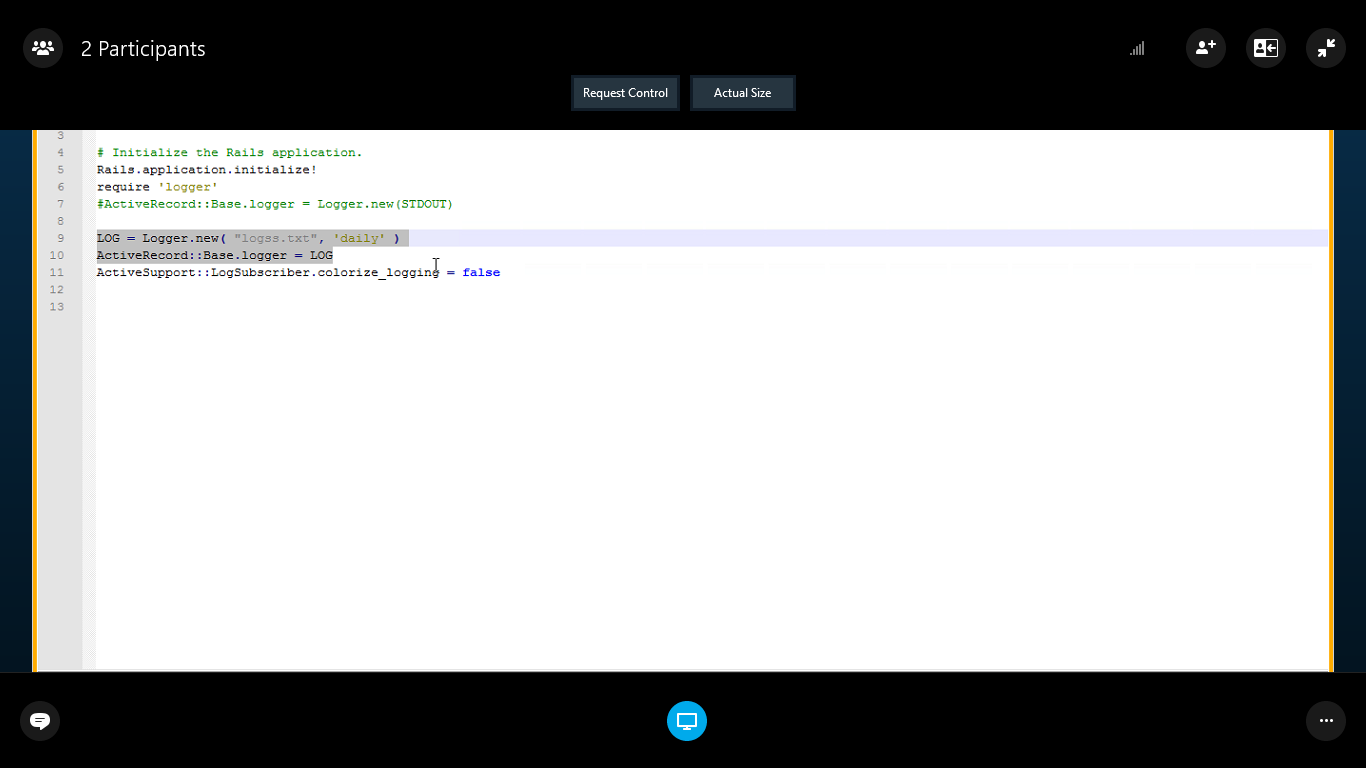 2 Participants
Request Control
Actual Size
3
4 # Initialize the Rails application.
5 Rails.application.initialize!
6 require 'logger'
7 #ActiveRecord::Base.logger = Logger.new(STDOUT)
8
9 LOG = Logger.new( "logss.txt", 'daily' )
10 ActiveRecord::Base.logger = LOG
11 ActiveSupport::LogSubscriber.colorize_logging = false
12
13